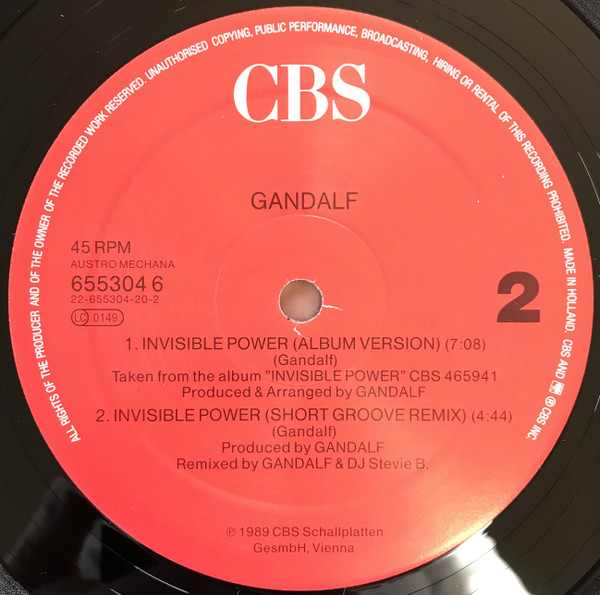 ALL RIGHTS OF THE PRODUCER AND OF THE OWNER OF THE RECORDED WORK RESERVED. UNAUTHORISED COPYING, PUBLIC PERFORMANCE, BROADCASTING, HIRING OR RENTAL OF THIS RECORDING PROHIBITED. MADE IN HOLLAND. CBS AND ℗ CBS INC.
CBS
GANDALF
45 RPM
AUSTRO MECHANA
655304 6
22-655304-20-2
LC 0149
2
1. INVISIBLE POWER (ALBUM VERSION) (7:08)
(Gandalf)
Taken from the album "INVISIBLE POWER" CBS 465941
Produced & Arranged by GANDALF
2. INVISIBLE POWER (SHORT GROOVE REMIX) (4:44)
(Gandalf)
Produced by GANDALF
Remixed by GANDALF & DJ Stevie B.
℗ 1989 CBS Schallplatten
GesmbH, Vienna